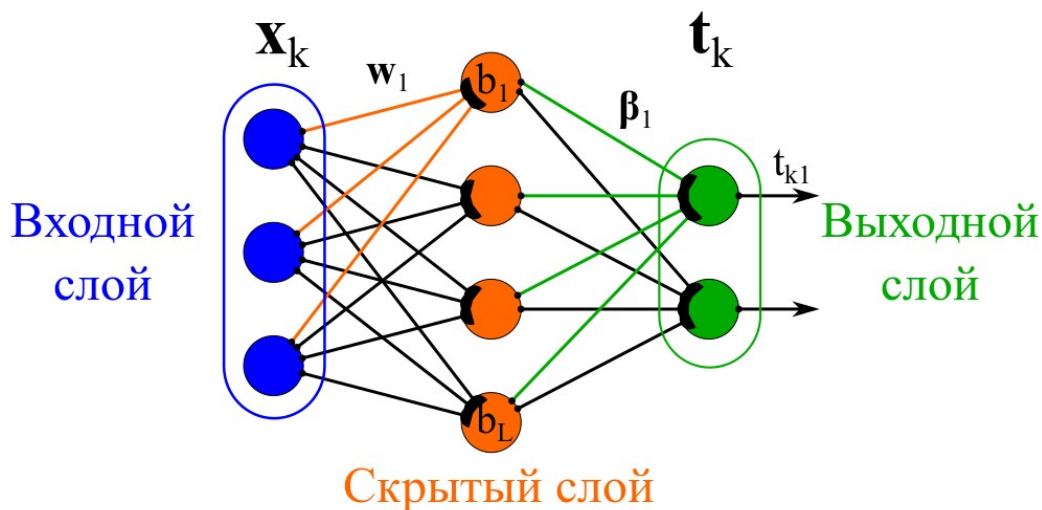 x_k
t_k
w_1
b_1
β_1
t_k1
Входной
слой
Выходной
слой
b_L
Скрытый слой